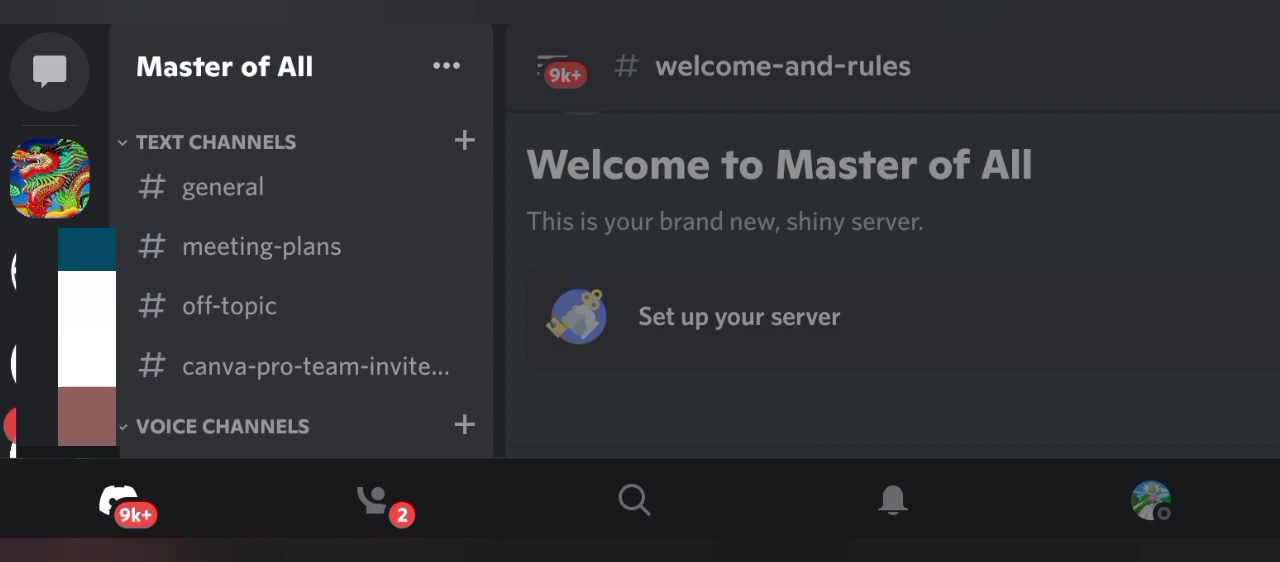 Master of All
TEXT CHANNELS
# general
# meeting-plans
# off-topic
# canva-pro-team-invite...
VOICE CHANNELS
9k+
# welcome-and-rules
Welcome to Master of All
This is your brand new, shiny server.
Set up your server
9k+
2